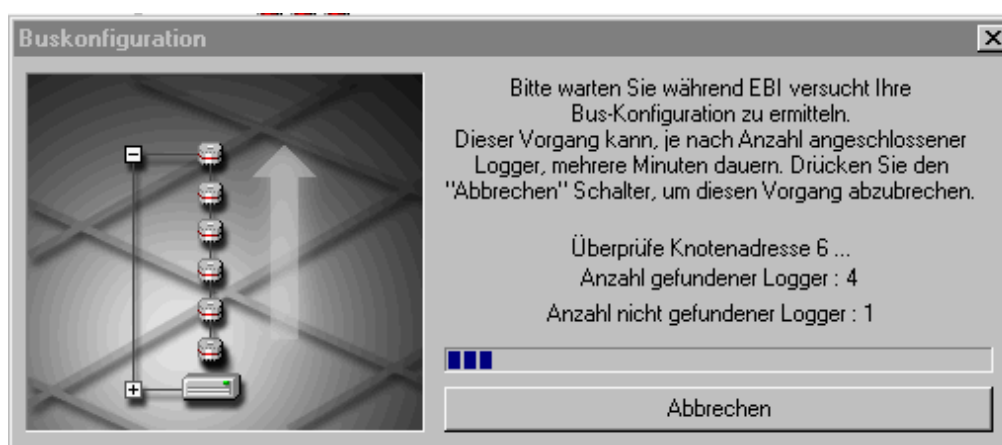 Buskonfiguration
Bitte warten Sie während EBI versucht Ihre
Bus-Konfiguration zu ermitteln.
Dieser Vorgang kann, je nach Anzahl angeschlossener
Logger, mehrere Minuten dauern. Drücken Sie den
"Abbrechen" Schalter, um diesen Vorgang abzubrechen.
Überprüfe Knotenadresse 6 ...
Anzahl gefundener Logger : 4
Anzahl nicht gefundener Logger : 1
Abbrechen